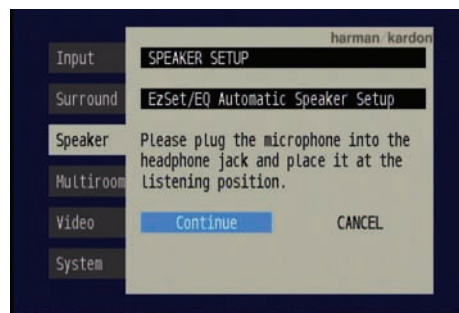 harman/kardon
Input
SPEAKER SETUP
Surround
EzSet/EQ Automatic Speaker Setup
Speaker
Please plug the microphone into the
headphone jack and place it at the
Listening position.
Multiroom
Video
Continue
CANCEL
System